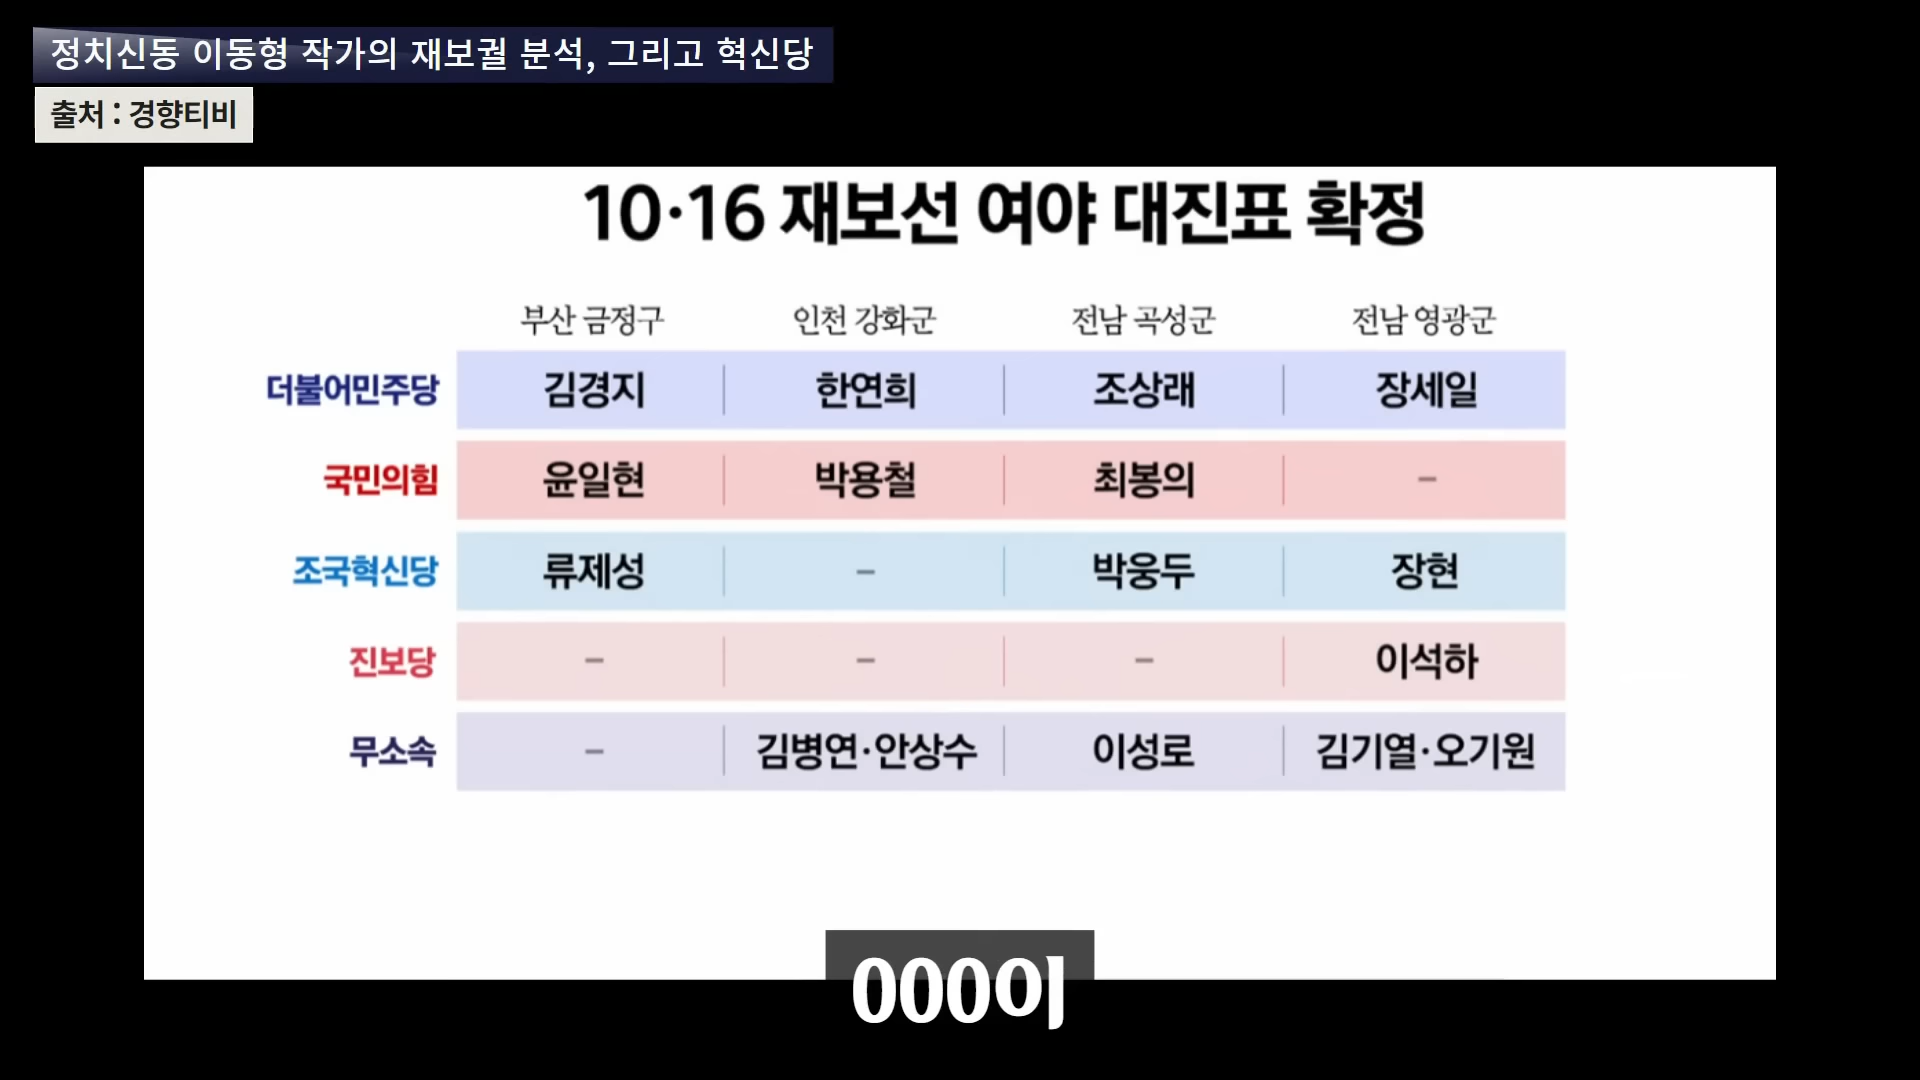 정치신동 이동형 작가의 재보궐 분석, 그리고 혁신당
출처 : 경향티비
10·16 재보선 여야 대진표 확정
부산 금정구 인천 강화군 전남 곡성군 전남 영광군
더불어민주당 김경지 한연희 조상래 장세일
국민의힘 윤일현 박용철 최봉의 -
조국혁신당 류제성 - 박웅두 장현
진보당 - - - 이석하
무소속 - 김병연·안상수 이성로 김기열·오기원
000이